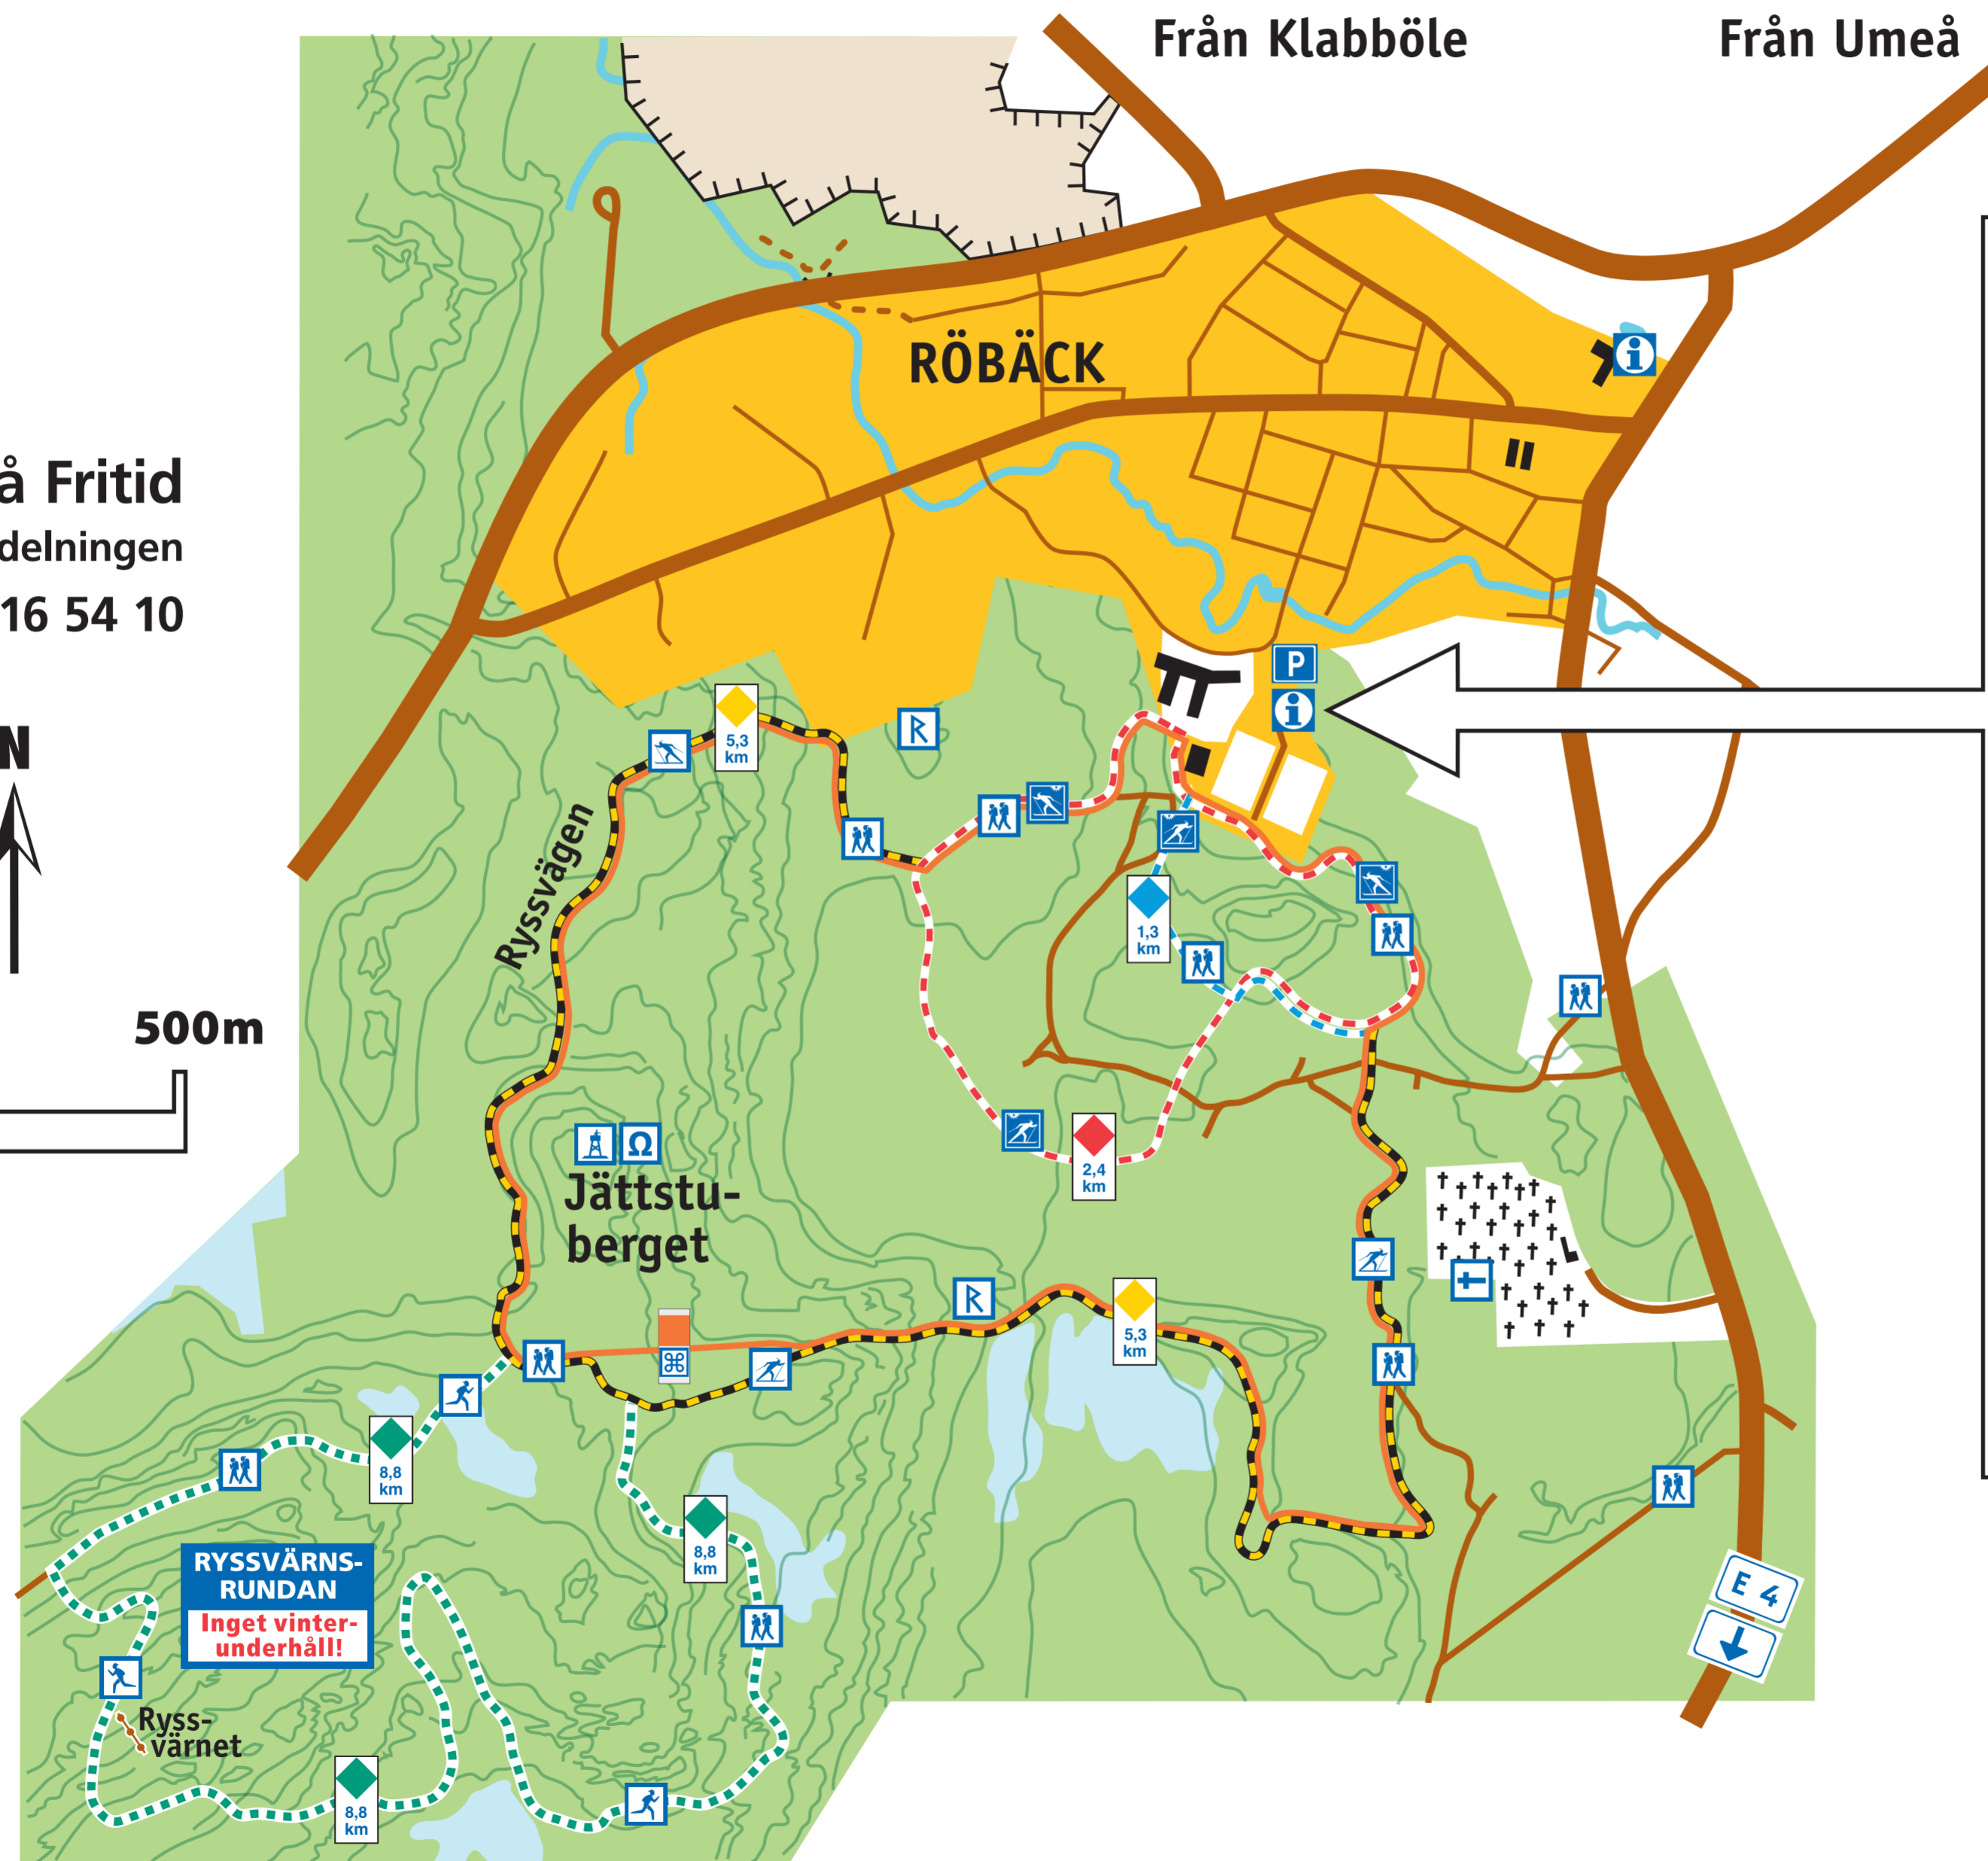 Från Klabböle
Från Umeå
RÖBÄCK
å Fritid
delningen
16 54 10
N
500m
P
i
i
R
5,3
km
Ryssvägen
1,3
km
2,4
km
Ω
Jättstu-
berget
R
5,3
km
⌘
8,8
km
8,8
km
RYSSVÄRNS-
RUNDAN
Inget vinter-
underhåll!
Ryss-
värnet
8,8
km
E 4